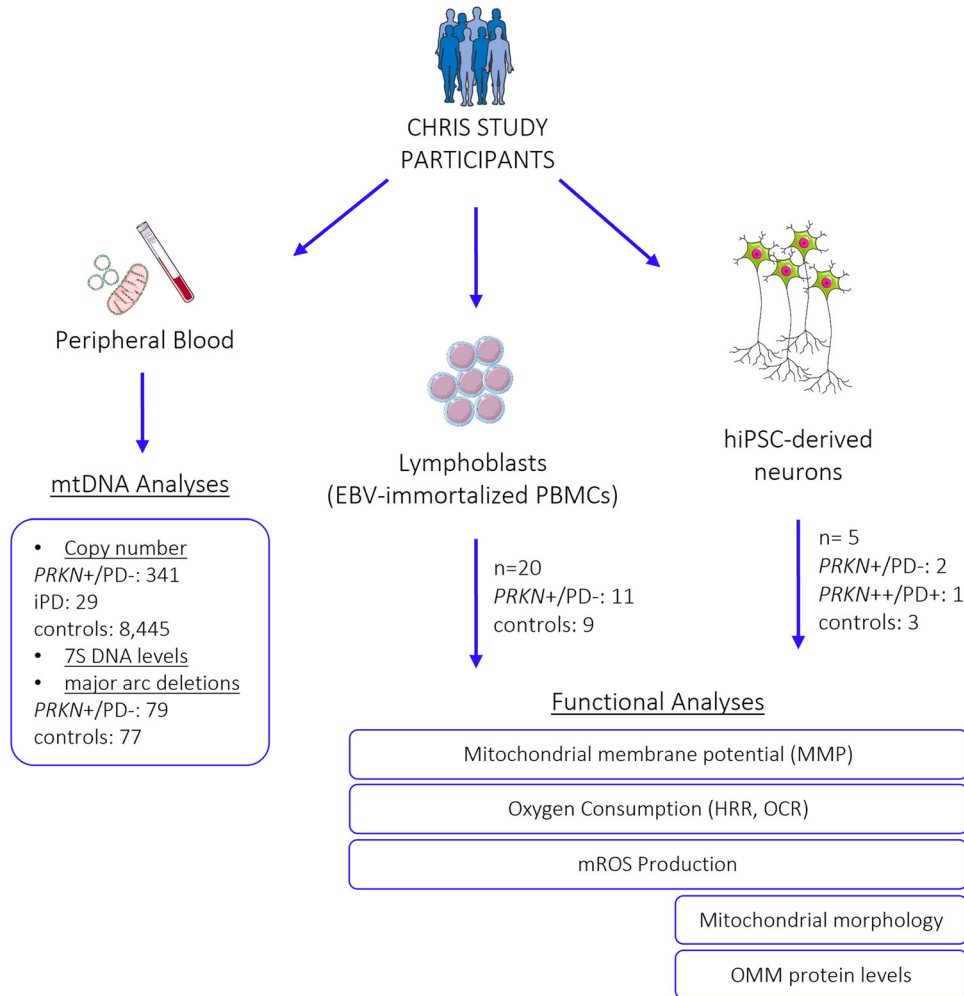 CHRIS STUDY
PARTICIPANTS
Peripheral Blood
mtDNA Analyses
• Copy number
PRKN+/PD-: 341
iPD: 29
controls: 8,445
• 7S DNA levels
• major arc deletions
PRKN+/PD-: 79
controls: 77
Lymphoblasts
(EBV-immortalized PBMCs)
n=20
PRKN+/PD-: 11
controls: 9
hiPSC-derived
neurons
n= 5
PRKN+/PD-: 2
PRKN++/PD+: 1
controls: 3
Functional Analyses
Mitochondrial membrane potential (MMP)
Oxygen Consumption (HRR, OCR)
mROS Production
Mitochondrial morphology
OMM protein levels